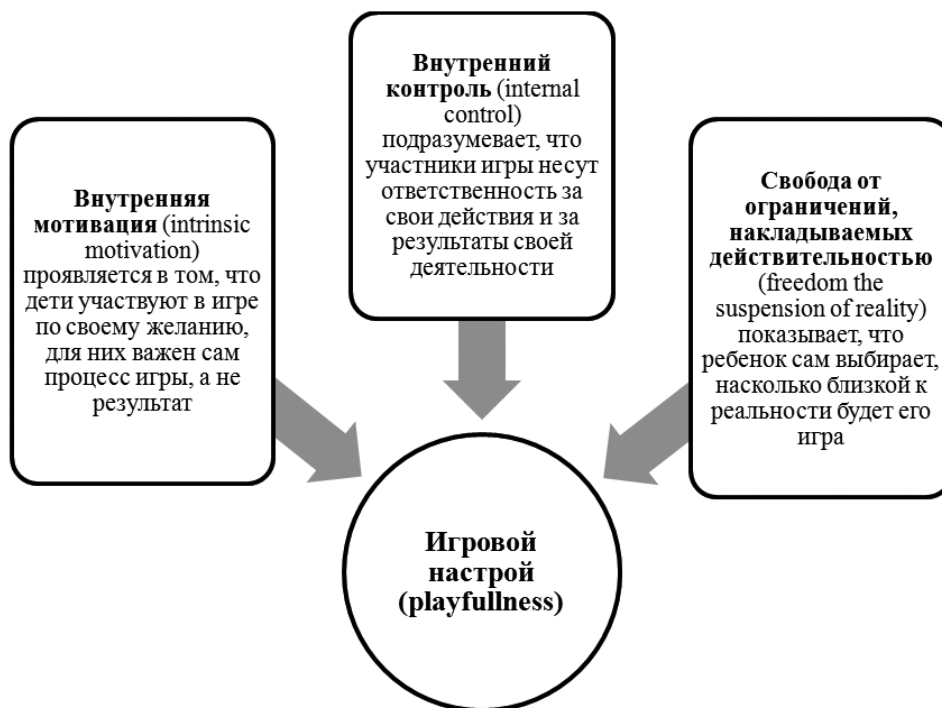 Внутренняя
мотивация (intrinsic
motivation)
проявляется в том, что
дети участвуют в игре
по своему желанию,
для них важен сам
процесс игры, а не
результат
Внутренний
контроль (internal
control)
подразумевает, что
участники игры несут
ответственность за
свои действия и за
результаты своей
деятельности
Свобода от
ограничений,
накладываемых
действительностью
(freedom the
suspension of reality)
показывает, что
ребенок сам выбирает,
насколько близкой к
реальности будет его
игра
Игровой
настрой
(playfullness)